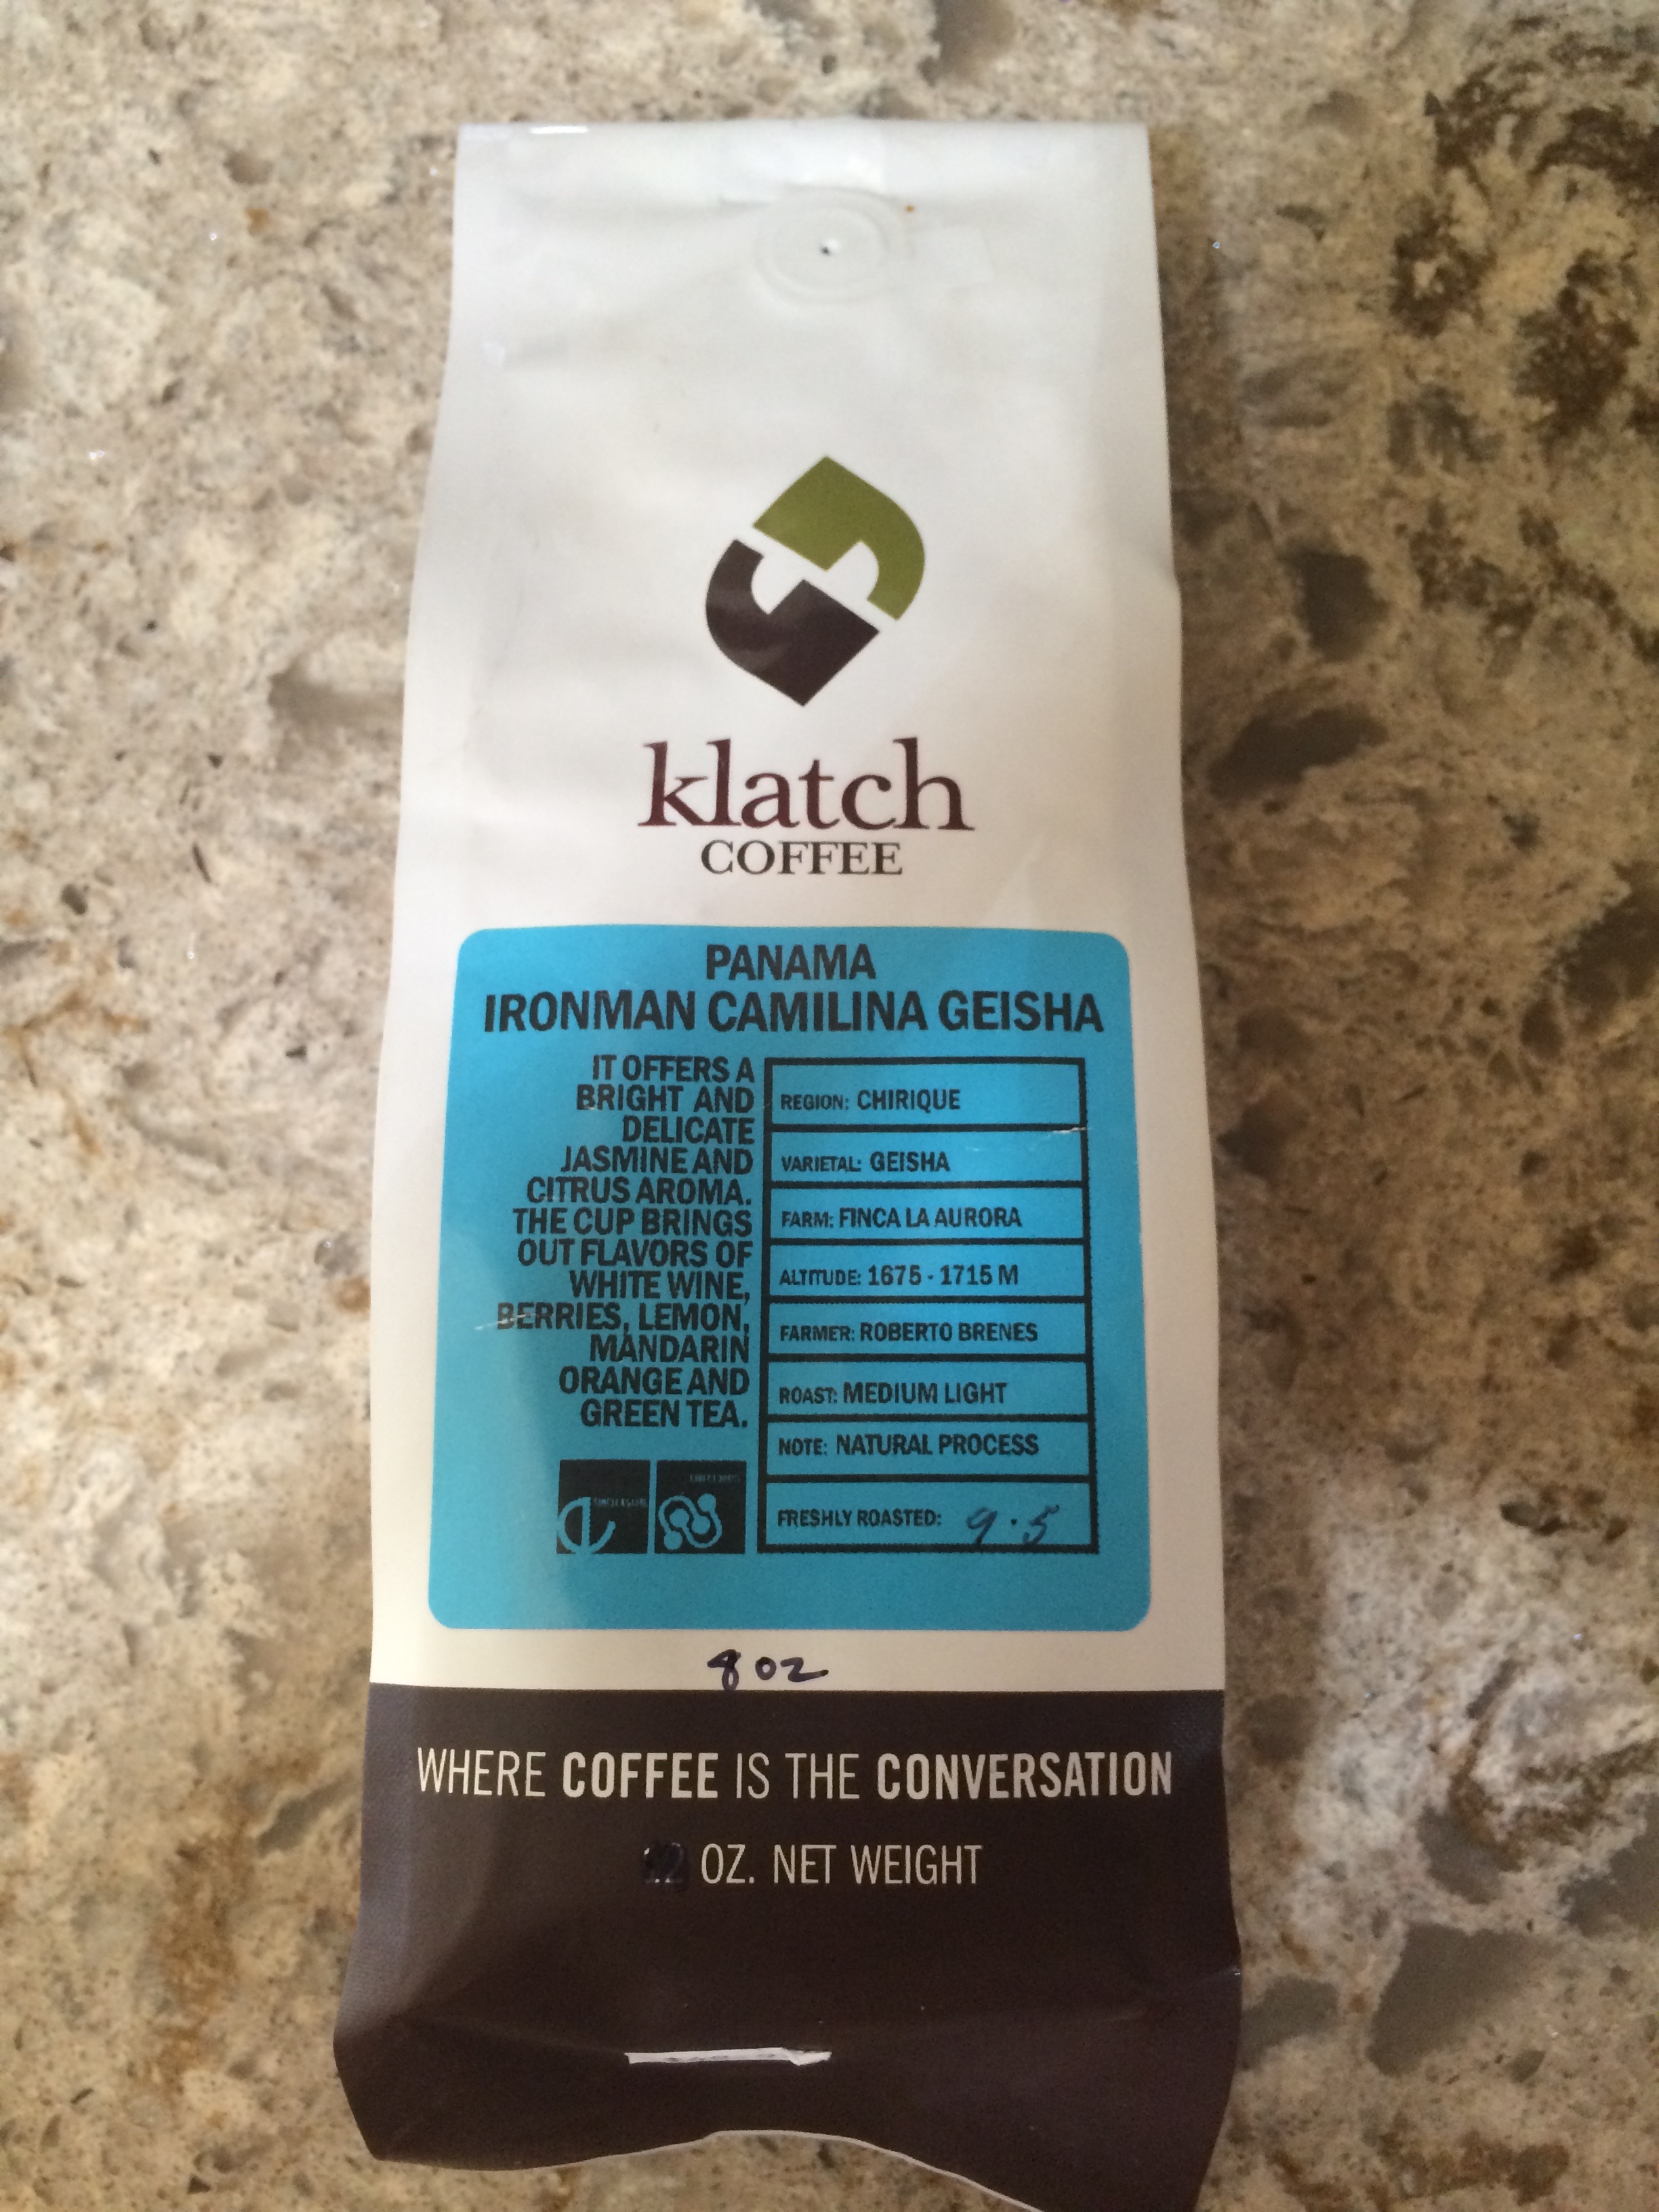 klatch
COFFEE
PANAMA
IRONMAN CAMILINA GEISHA
IT OFFERS A
BRIGHT AND
DELICATE
JASMINE AND
CITRUS AROMA.
THE CUP BRINGS
OUT FLAVORS OF
WHITE WINE,
BERRIES, LEMON,
MANDARIN
ORANGE AND
GREEN TEA.
REGION: CHIRIQUE
VARIETAL: GEISHA
FARM: FINCA LA AURORA
ALTITUDE: 1675 - 1715 M
FARMER: ROBERTO BRENES
ROAST: MEDIUM LIGHT
NOTE: NATURAL PROCESS
FRESHLY ROASTED: 9.5
8 oz
WHERE COFFEE IS THE CONVERSATION
OZ. NET WEIGHT